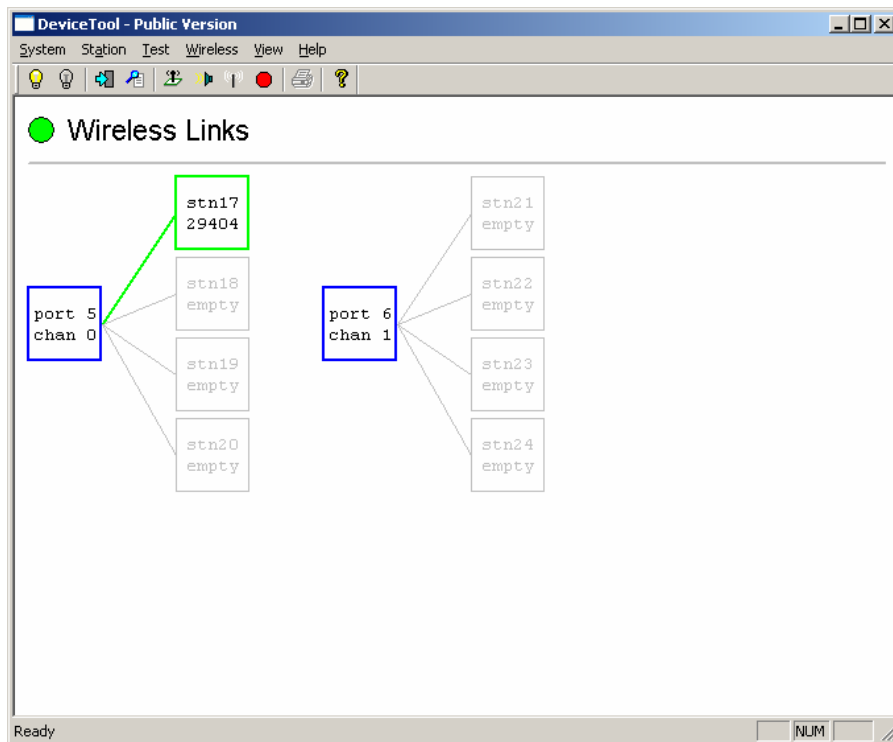 DeviceTool - Public Version
System Station Test Wireless View Help
Wireless Links
stn17
29404
stn18
empty
port 5
chan 0
stn19
empty
stn20
empty
stn21
empty
stn22
empty
port 6
chan 1
stn23
empty
stn24
empty
Ready
NUM